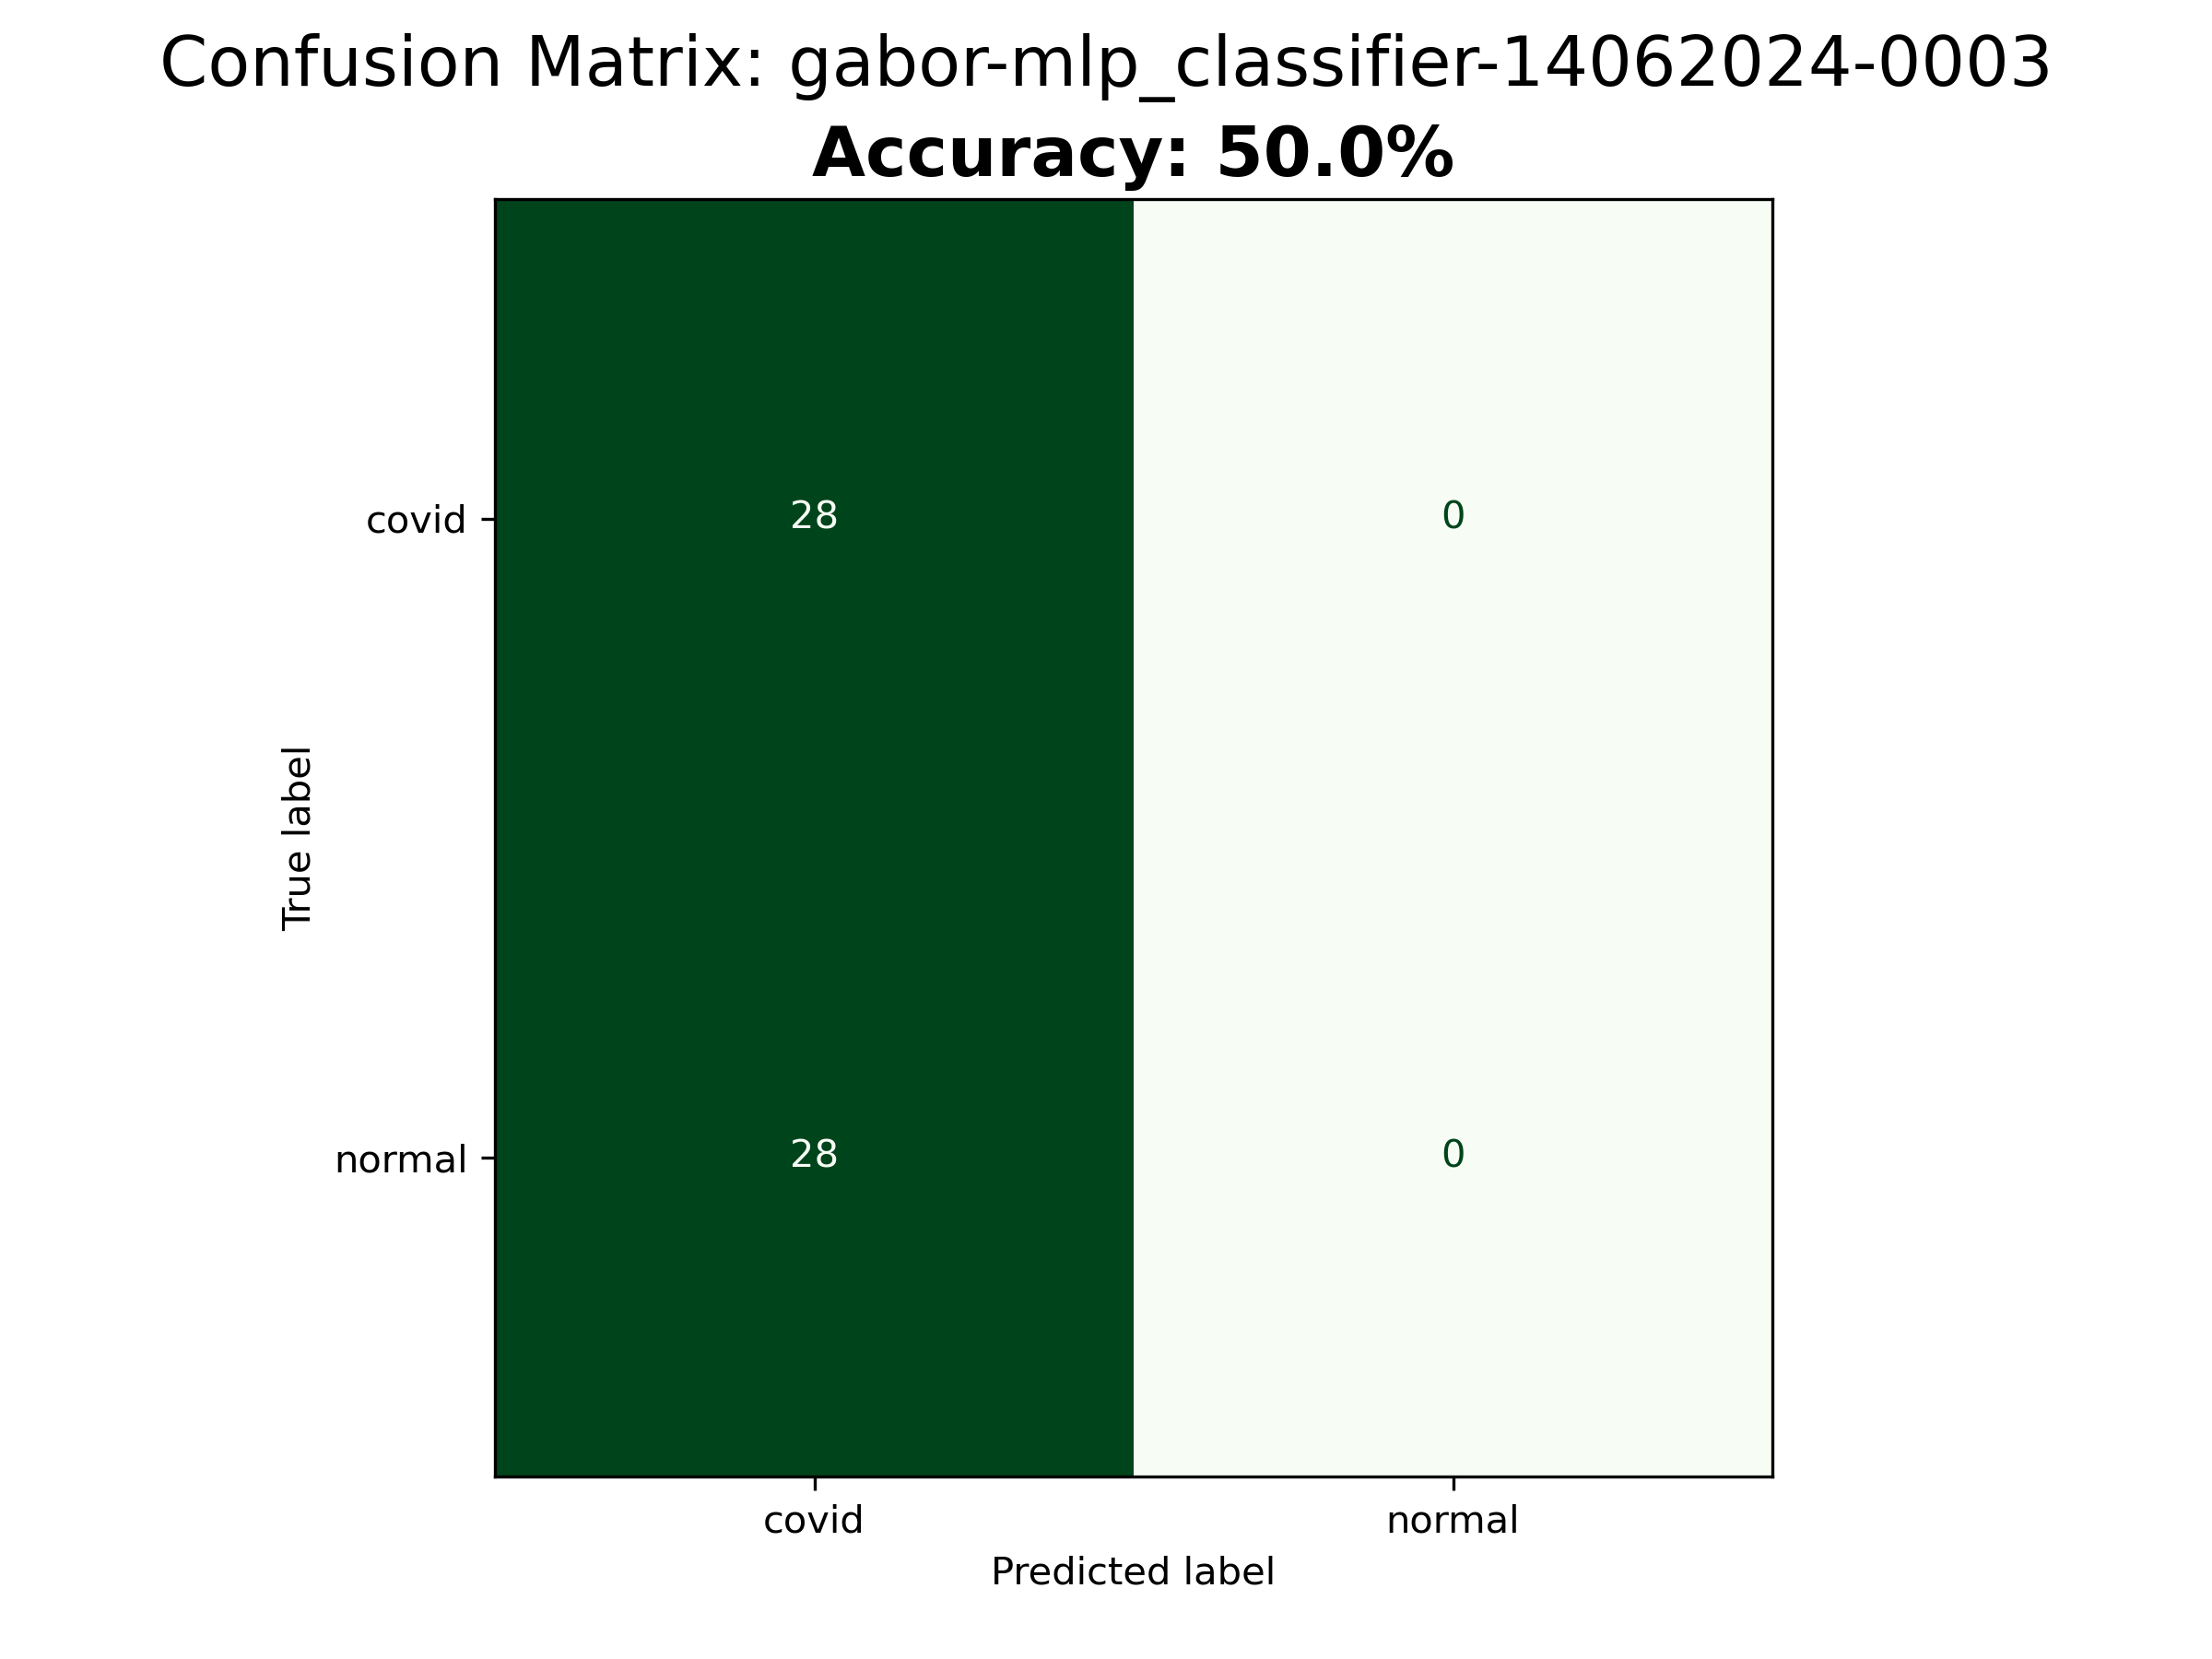 Confusion Matrix: gabor-mlp_classifier-14062024-0003
Accuracy: 50.0%
covid
28
0
True label
normal
28
0
covid
normal
Predicted label